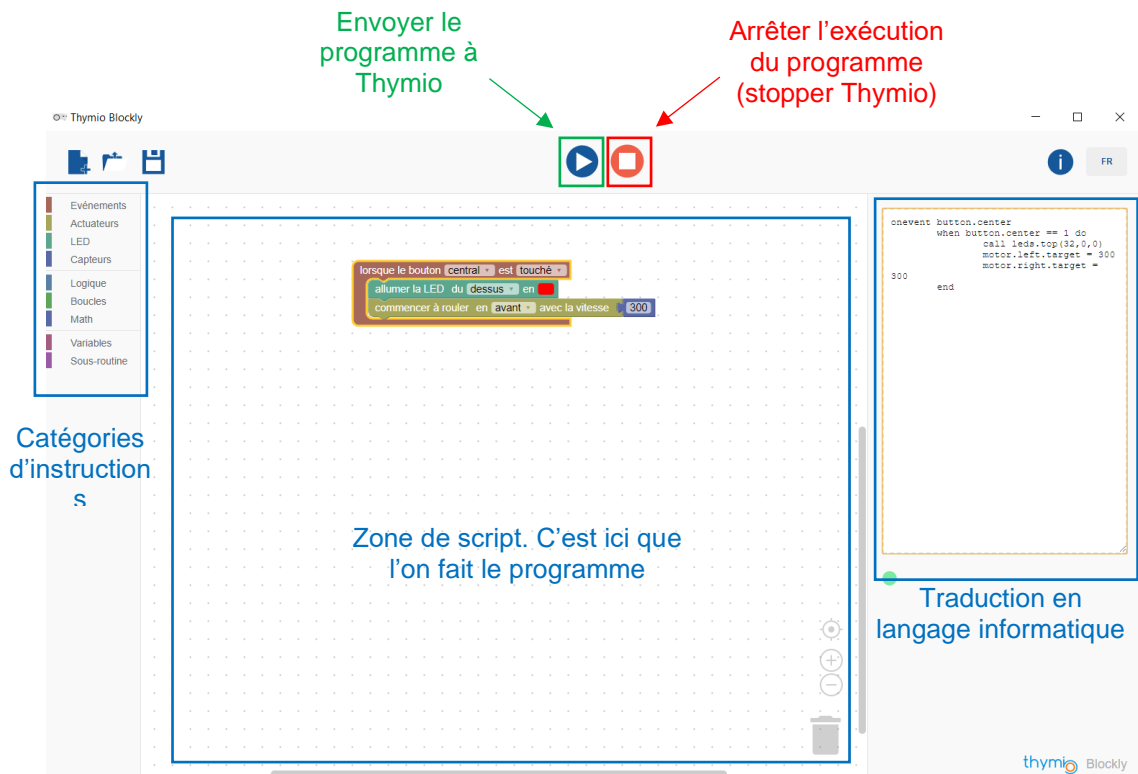 Envoyer le
programme à
Thymio
Arrêter l’exécution
du programme
(stopper Thymio)
Thymio Blockly
FR
Evénements
Actuateurs
LED
Capteurs
Logique
Boucles
Math
Variables
Sous-routine
Catégories
d’instruction
s
lorsque le bouton central est touché
allumer la LED du dessus en
commencer à rouler en avant avec la vitesse 300
Zone de script. C’est ici que
l’on fait le programme
onevent button.center
when button.center == 1 do
call leds.top(32,0,0)
motor.left.target = 300
motor.right.target =
300
end
Traduction en
langage informatique
thymio Blockly